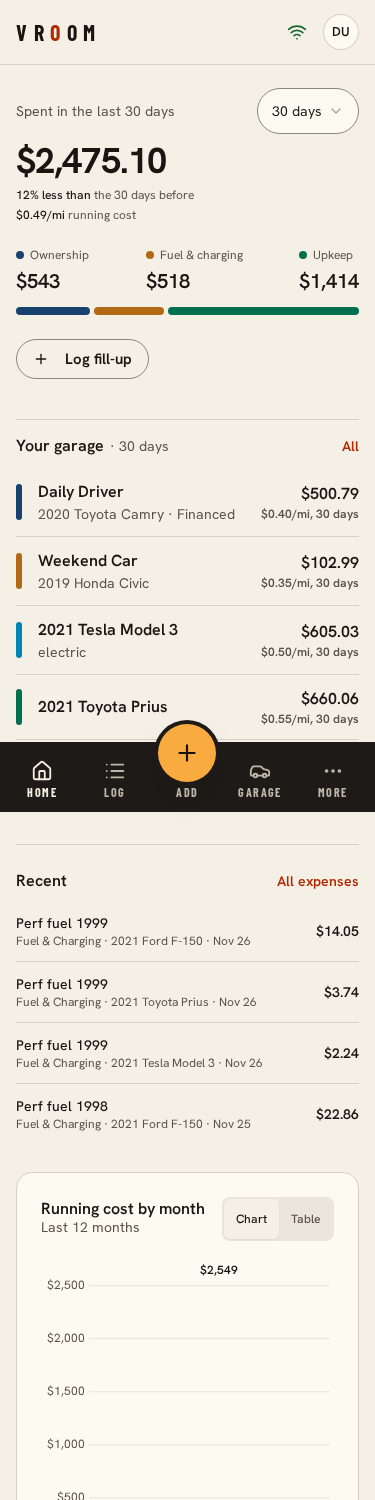 VROOM
DU
Spent in the last 30 days
30 days
$2,475.10
12% less than the 30 days before
$0.49/mi running cost
Ownership
Fuel & charging
Upkeep
$543
$518
$1,414
Log fill-up
Your garage · 30 days
All
Daily Driver
$500.79
2020 Toyota Camry · Financed
$0.40/mi, 30 days
Weekend Car
$102.99
2019 Honda Civic
$0.35/mi, 30 days
2021 Tesla Model 3
$605.03
electric
$0.50/mi, 30 days
2021 Toyota Prius
$660.06
$0.55/mi, 30 days
HOME
LOG
ADD
GARAGE
MORE
Recent
All expenses
Perf fuel 1999
$14.05
Fuel & Charging · 2021 Ford F-150 · Nov 26
Perf fuel 1999
$3.74
Fuel & Charging · 2021 Toyota Prius · Nov 26
Perf fuel 1999
$2.24
Fuel & Charging · 2021 Tesla Model 3 · Nov 26
Perf fuel 1998
$22.86
Fuel & Charging · 2021 Ford F-150 · Nov 25
Running cost by month
Last 12 months
Chart
Table
$2,549
$2,500
$2,000
$1,500
$1,000
$500